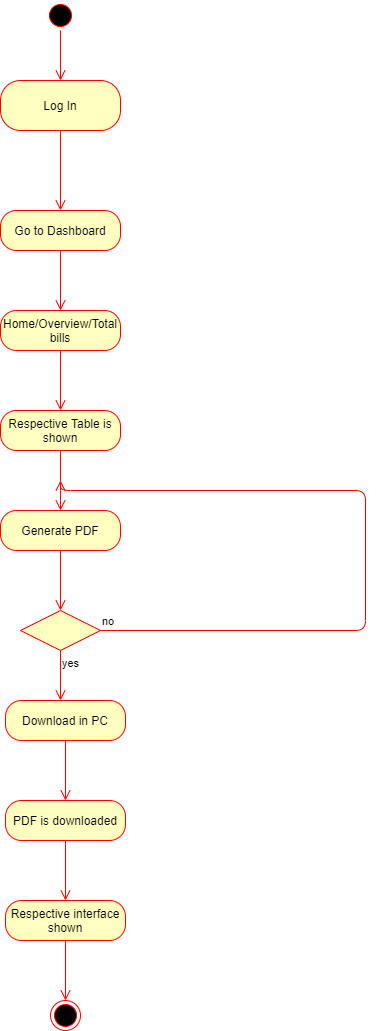 Log In
Go to Dashboard
Home/Overview/Total
bills
Respective Table is
shown
Generate PDF
no
yes
Download in PC
PDF is downloaded
Respective interface
shown